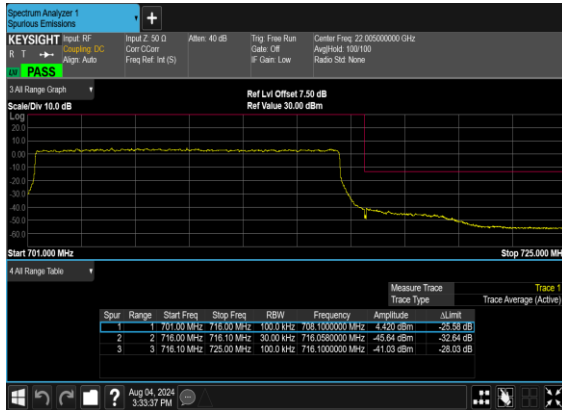 Spectrum Analyzer 1
Spurious Emissions
+
KEYSIGHT Input: RF Input Z: 50 Ω Atten: 40 dB Trig: Free Run Center Freq: 22.005000000 GHz
R T Coupling: DC Corr CCorr Gate: Off Avg|Hold: 100/100
Align: Auto Freq Ref: Int (S) IF Gain: Low Radio Std: None
PASS
3 All Range Graph Ref Lvl Offset 7.50 dB
Scale/Div 10.0 dB Ref Value 30.00 dBm
Log
20.0
10.0
0.00
-10.0
-20.0
-30.0
-40.0
-50.0
-60.0
Start 701.000 MHz Stop 725.000 MH
4 All Range Table
Measure Trace Trace 1
Trace Type Trace Average (Active)
Spur Range Start Freq Stop Freq RBW Frequency Amplitude ΔLimit
1 1 701.00 MHz 716.00 MHz 100.0 kHz 708.1000000 MHz 4.420 dBm -25.58 dB
2 2 716.00 MHz 716.10 MHz 30.00 kHz 716.0580000 MHz -45.64 dBm -32.64 dB
3 3 716.10 MHz 725.00 MHz 100.0 kHz 716.1000000 MHz -41.03 dBm -28.03 dB
? Aug 04, 2024
3:33:37 PM